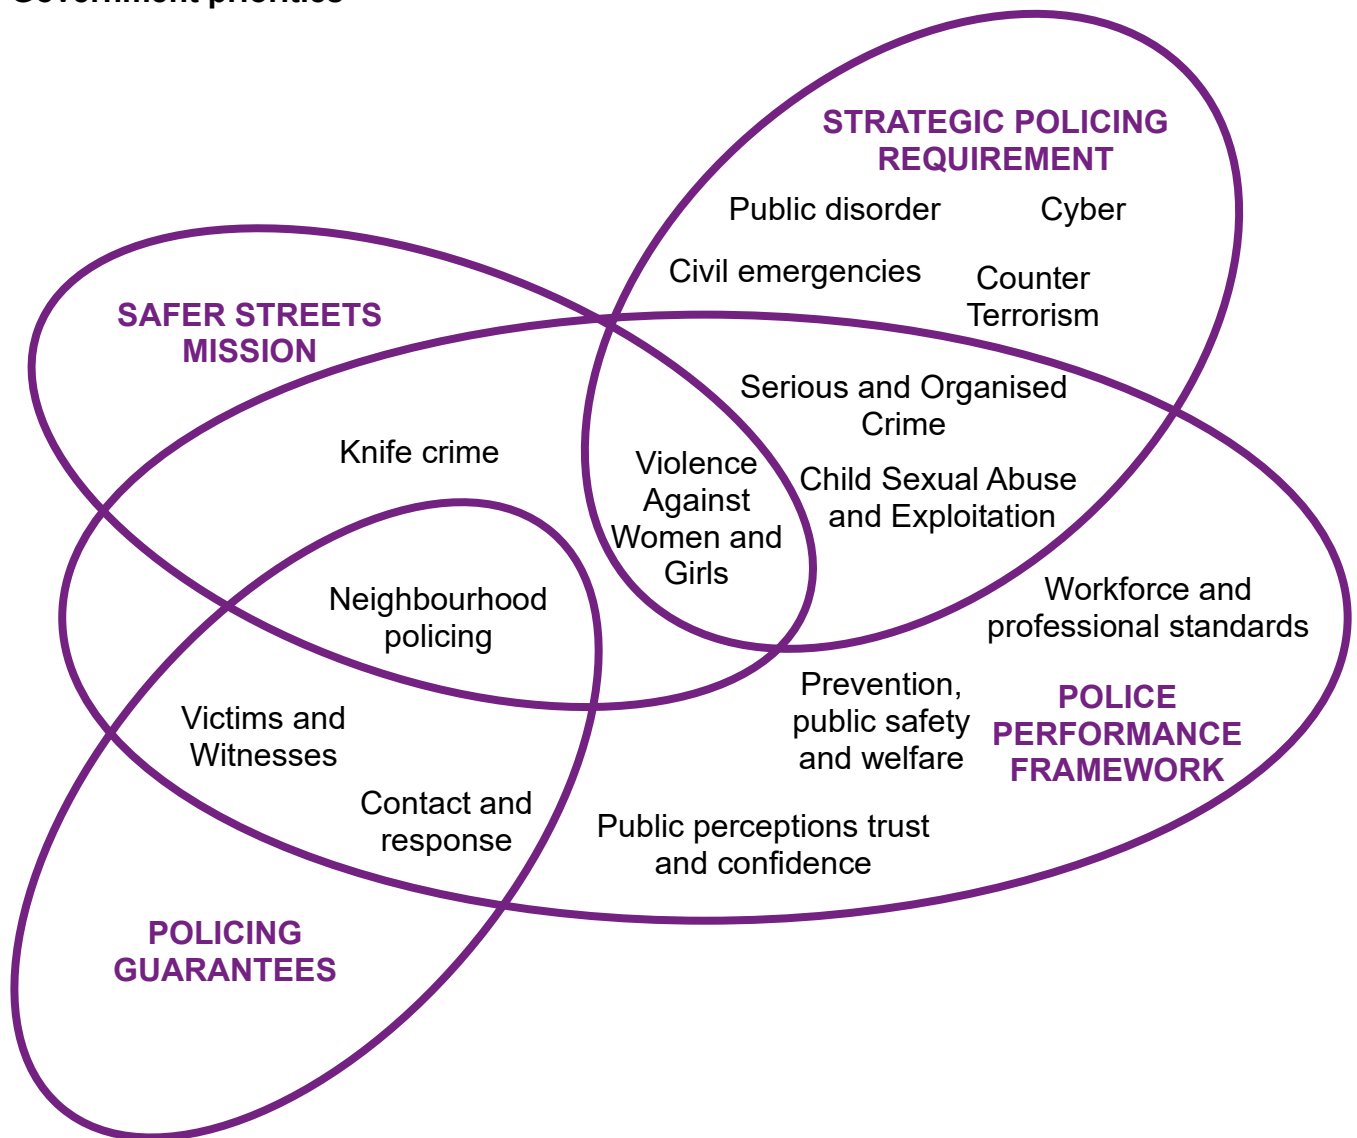 Government priorities
STRATEGIC POLICING
REQUIREMENT
Public disorder
Cyber
Civil emergencies
Counter
Terrorism
SAFER STREETS
MISSION
Serious and Organised
Crime
Knife crime
Violence
Against
Women and
Girls
Child Sexual Abuse
and Exploitation
Neighbourhood
policing
Workforce and
professional standards
Prevention,
public safety
and welfare
POLICE
PERFORMANCE
FRAMEWORK
Victims and
Witnesses
Contact and
response
Public perceptions trust
and confidence
POLICING
GUARANTEES